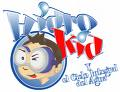 Hidro
Kid
Y
el Ciclo Integral
del Agua